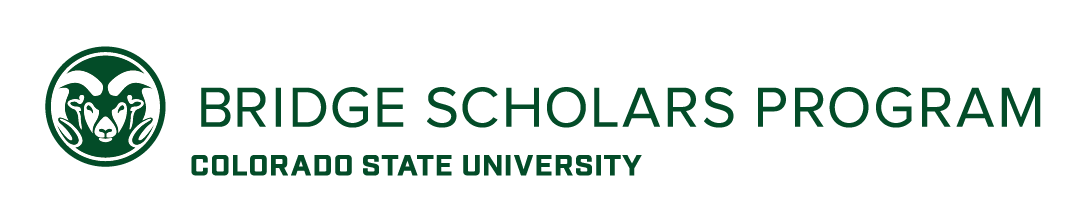 BRIDGE SCHOLARS PROGRAM
COLORADO STATE UNIVERSITY